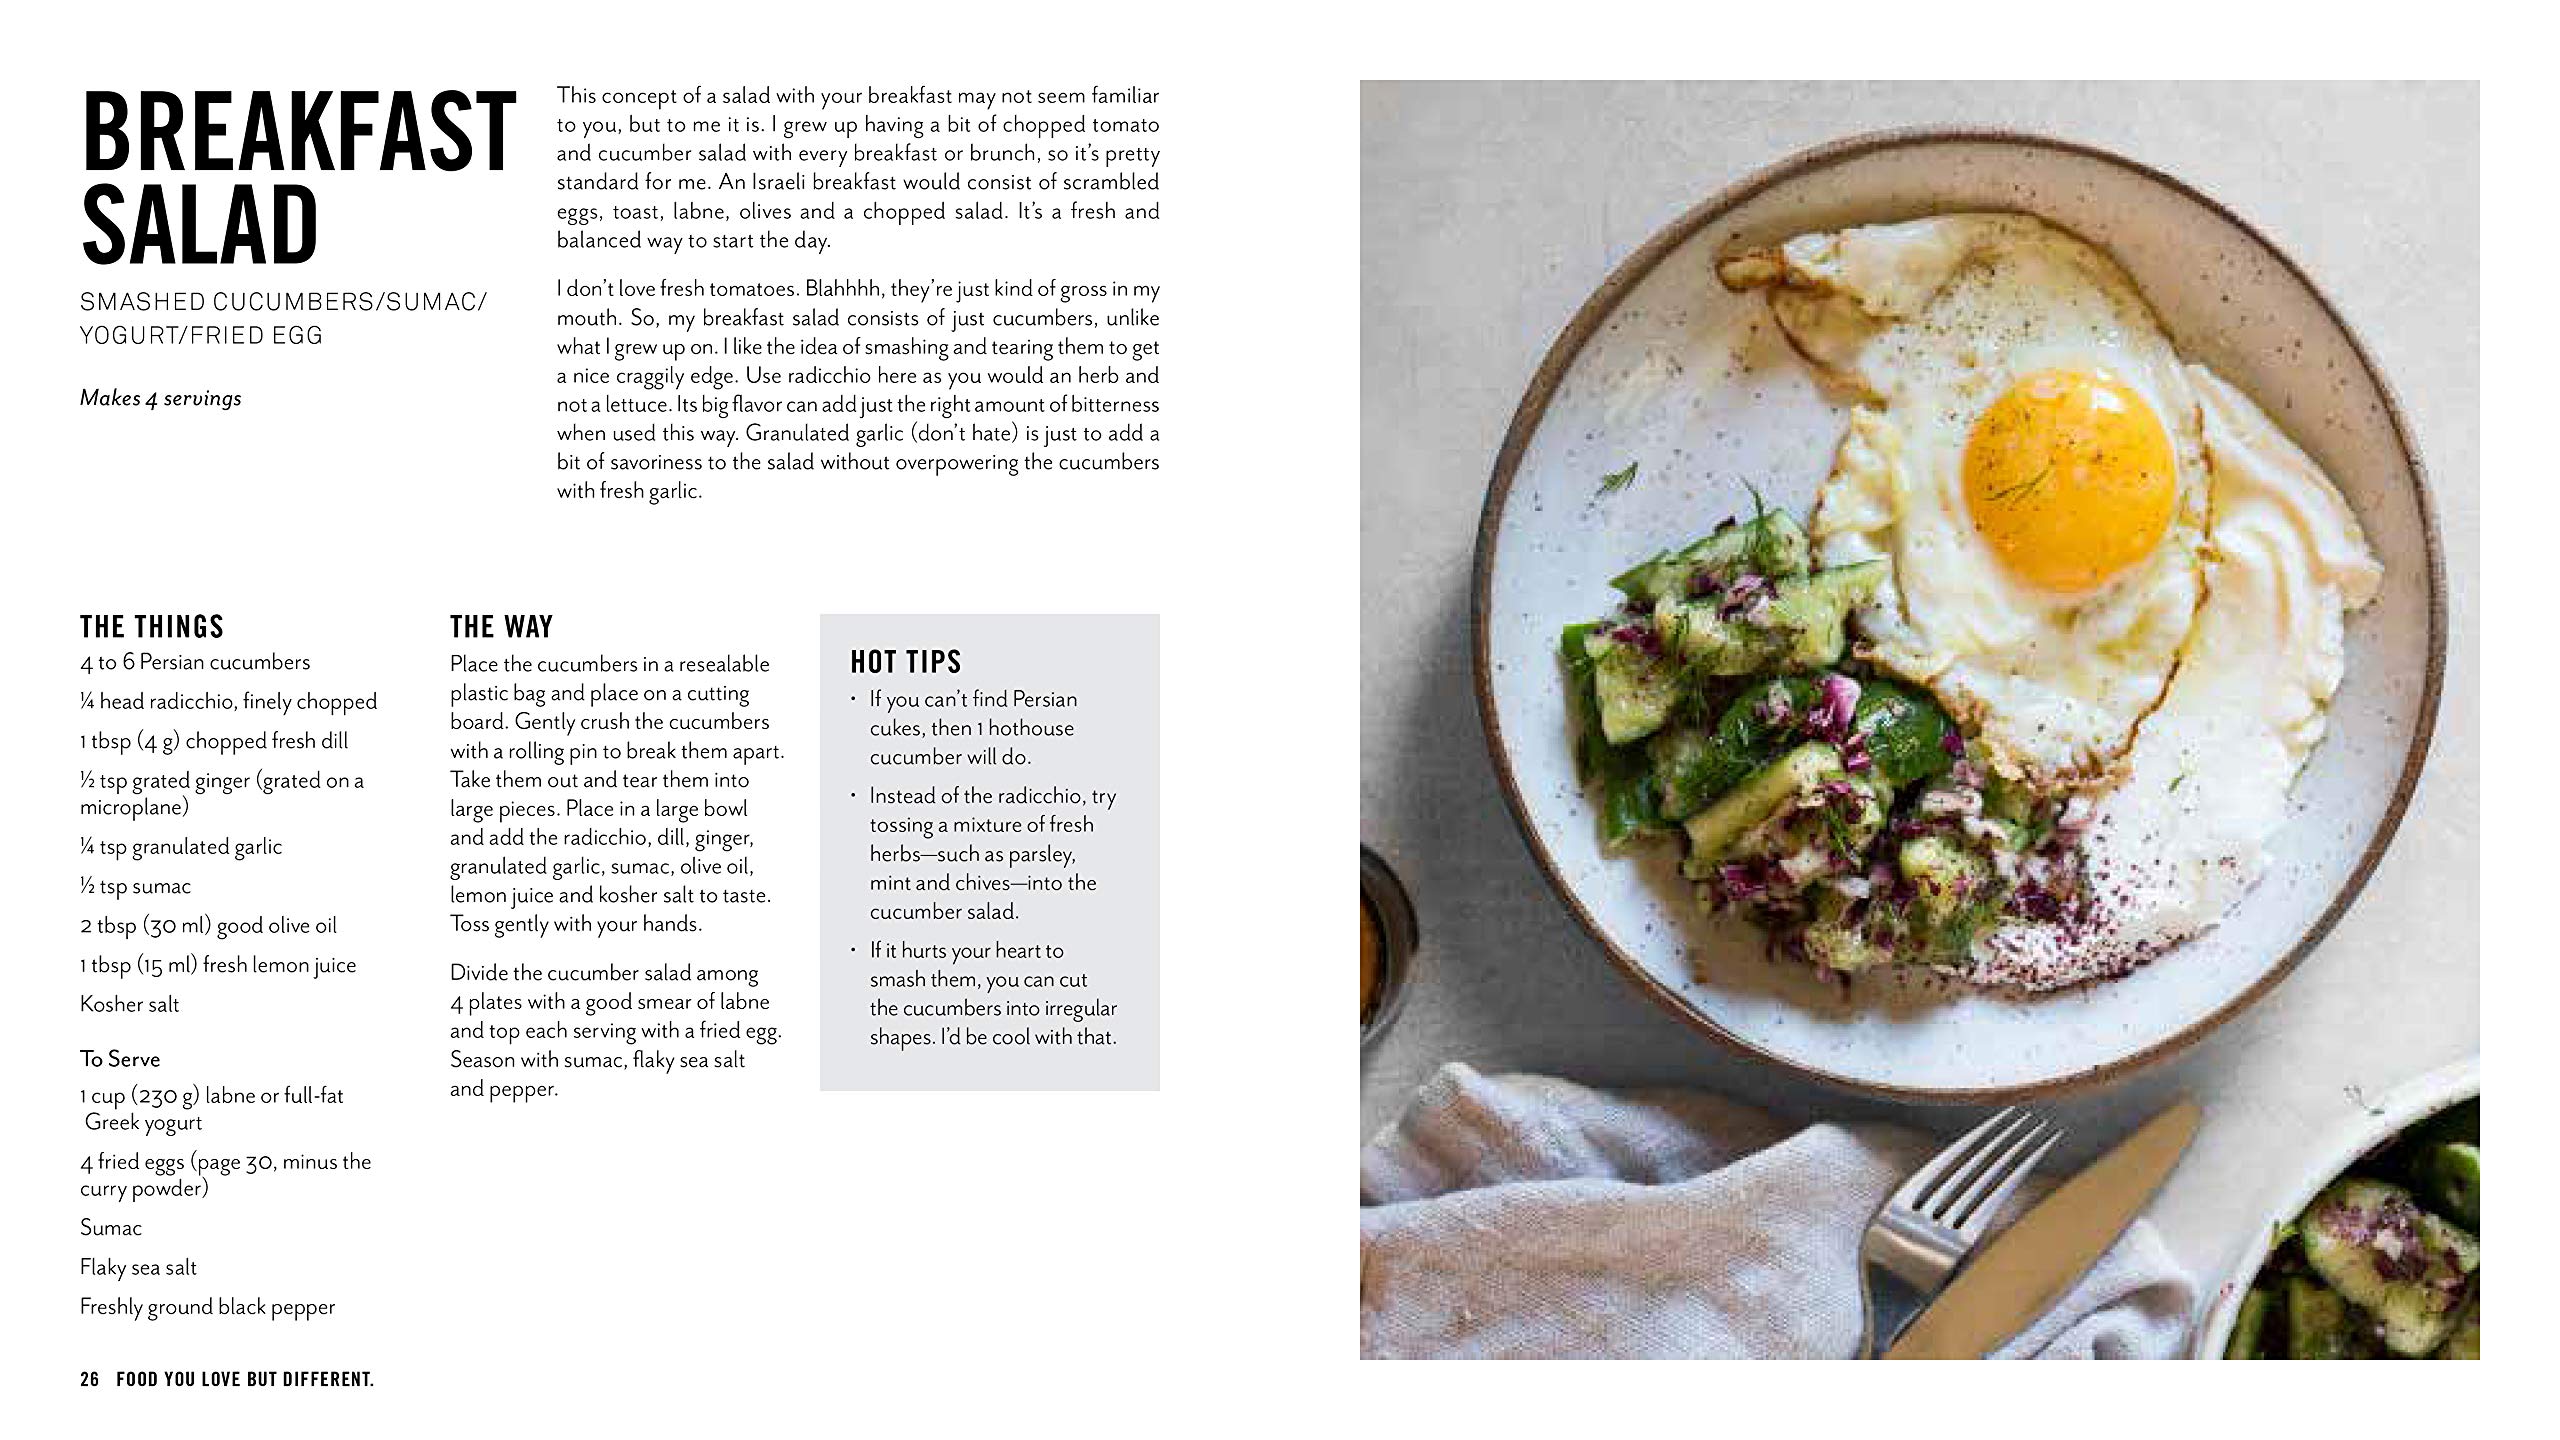 BREAKFAST
SALAD
SMASHED CUCUMBERS/SUMAC/
YOGURT/FRIED EGG
Makes 4 servings
This concept of a salad with your breakfast may not seem familiar
to you, but to me it is. I grew up having a bit of chopped tomato
and cucumber salad with every breakfast or brunch, so it’s pretty
standard for me. An Israeli breakfast would consist of scrambled
eggs, toast, labne, olives and a chopped salad. It’s a fresh and
balanced way to start the day.
I don’t love fresh tomatoes. Blahhhh, they’re just kind of gross in my
mouth. So, my breakfast salad consists of just cucumbers, unlike
what I grew up on. I like the idea of smashing and tearing them to get
a nice craggily edge. Use radicchio here as you would an herb and
not a lettuce. Its big flavor can add just the right amount of bitterness
when used this way. Granulated garlic (don’t hate) is just to add a
bit of savoriness to the salad without overpowering the cucumbers
with fresh garlic.
THE THINGS
4 to 6 Persian cucumbers
¼ head radicchio, finely chopped
1 tbsp (4 g) chopped fresh dill
½ tsp grated ginger (grated on a
microplane)
¼ tsp granulated garlic
½ tsp sumac
2 tbsp (30 ml) good olive oil
1 tbsp (15 ml) fresh lemon juice
Kosher salt
To Serve
1 cup (230 g) labne or full-fat
Greek yogurt
4 fried eggs (page 30, minus the
curry powder)
Sumac
Flaky sea salt
Freshly ground black pepper
THE WAY
Place the cucumbers in a resealable
plastic bag and place on a cutting
board. Gently crush the cucumbers
with a rolling pin to break them apart.
Take them out and tear them into
large pieces. Place in a large bowl
and add the radicchio, dill, ginger,
granulated garlic, sumac, olive oil,
lemon juice and kosher salt to taste.
Toss gently with your hands.
Divide the cucumber salad among
4 plates with a good smear of labne
and top each serving with a fried egg.
Season with sumac, flaky sea salt
and pepper.
HOT TIPS
• If you can’t find Persian
cukes, then 1 hothouse
cucumber will do.
• Instead of the radicchio, try
tossing a mixture of fresh
herbs—such as parsley,
mint and chives—into the
cucumber salad.
• If it hurts your heart to
smash them, you can cut
the cucumbers into irregular
shapes. I’d be cool with that.
26 FOOD YOU LOVE BUT DIFFERENT.